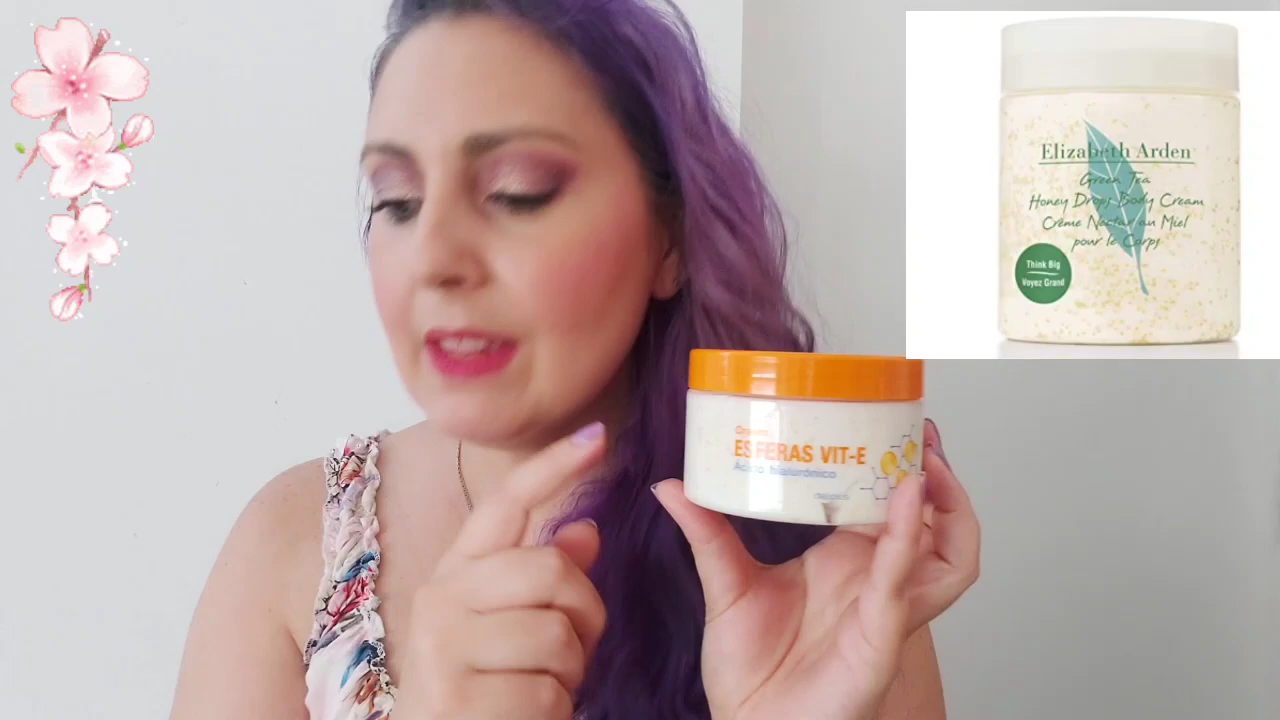 Elizabeth Arden
Green Tea
Honey Drops Body Cream
Crème Nectar au Miel
pour le Corps
Think Big
Voyez Grand
ESFERAS VIT-E
Ácido hialurónico